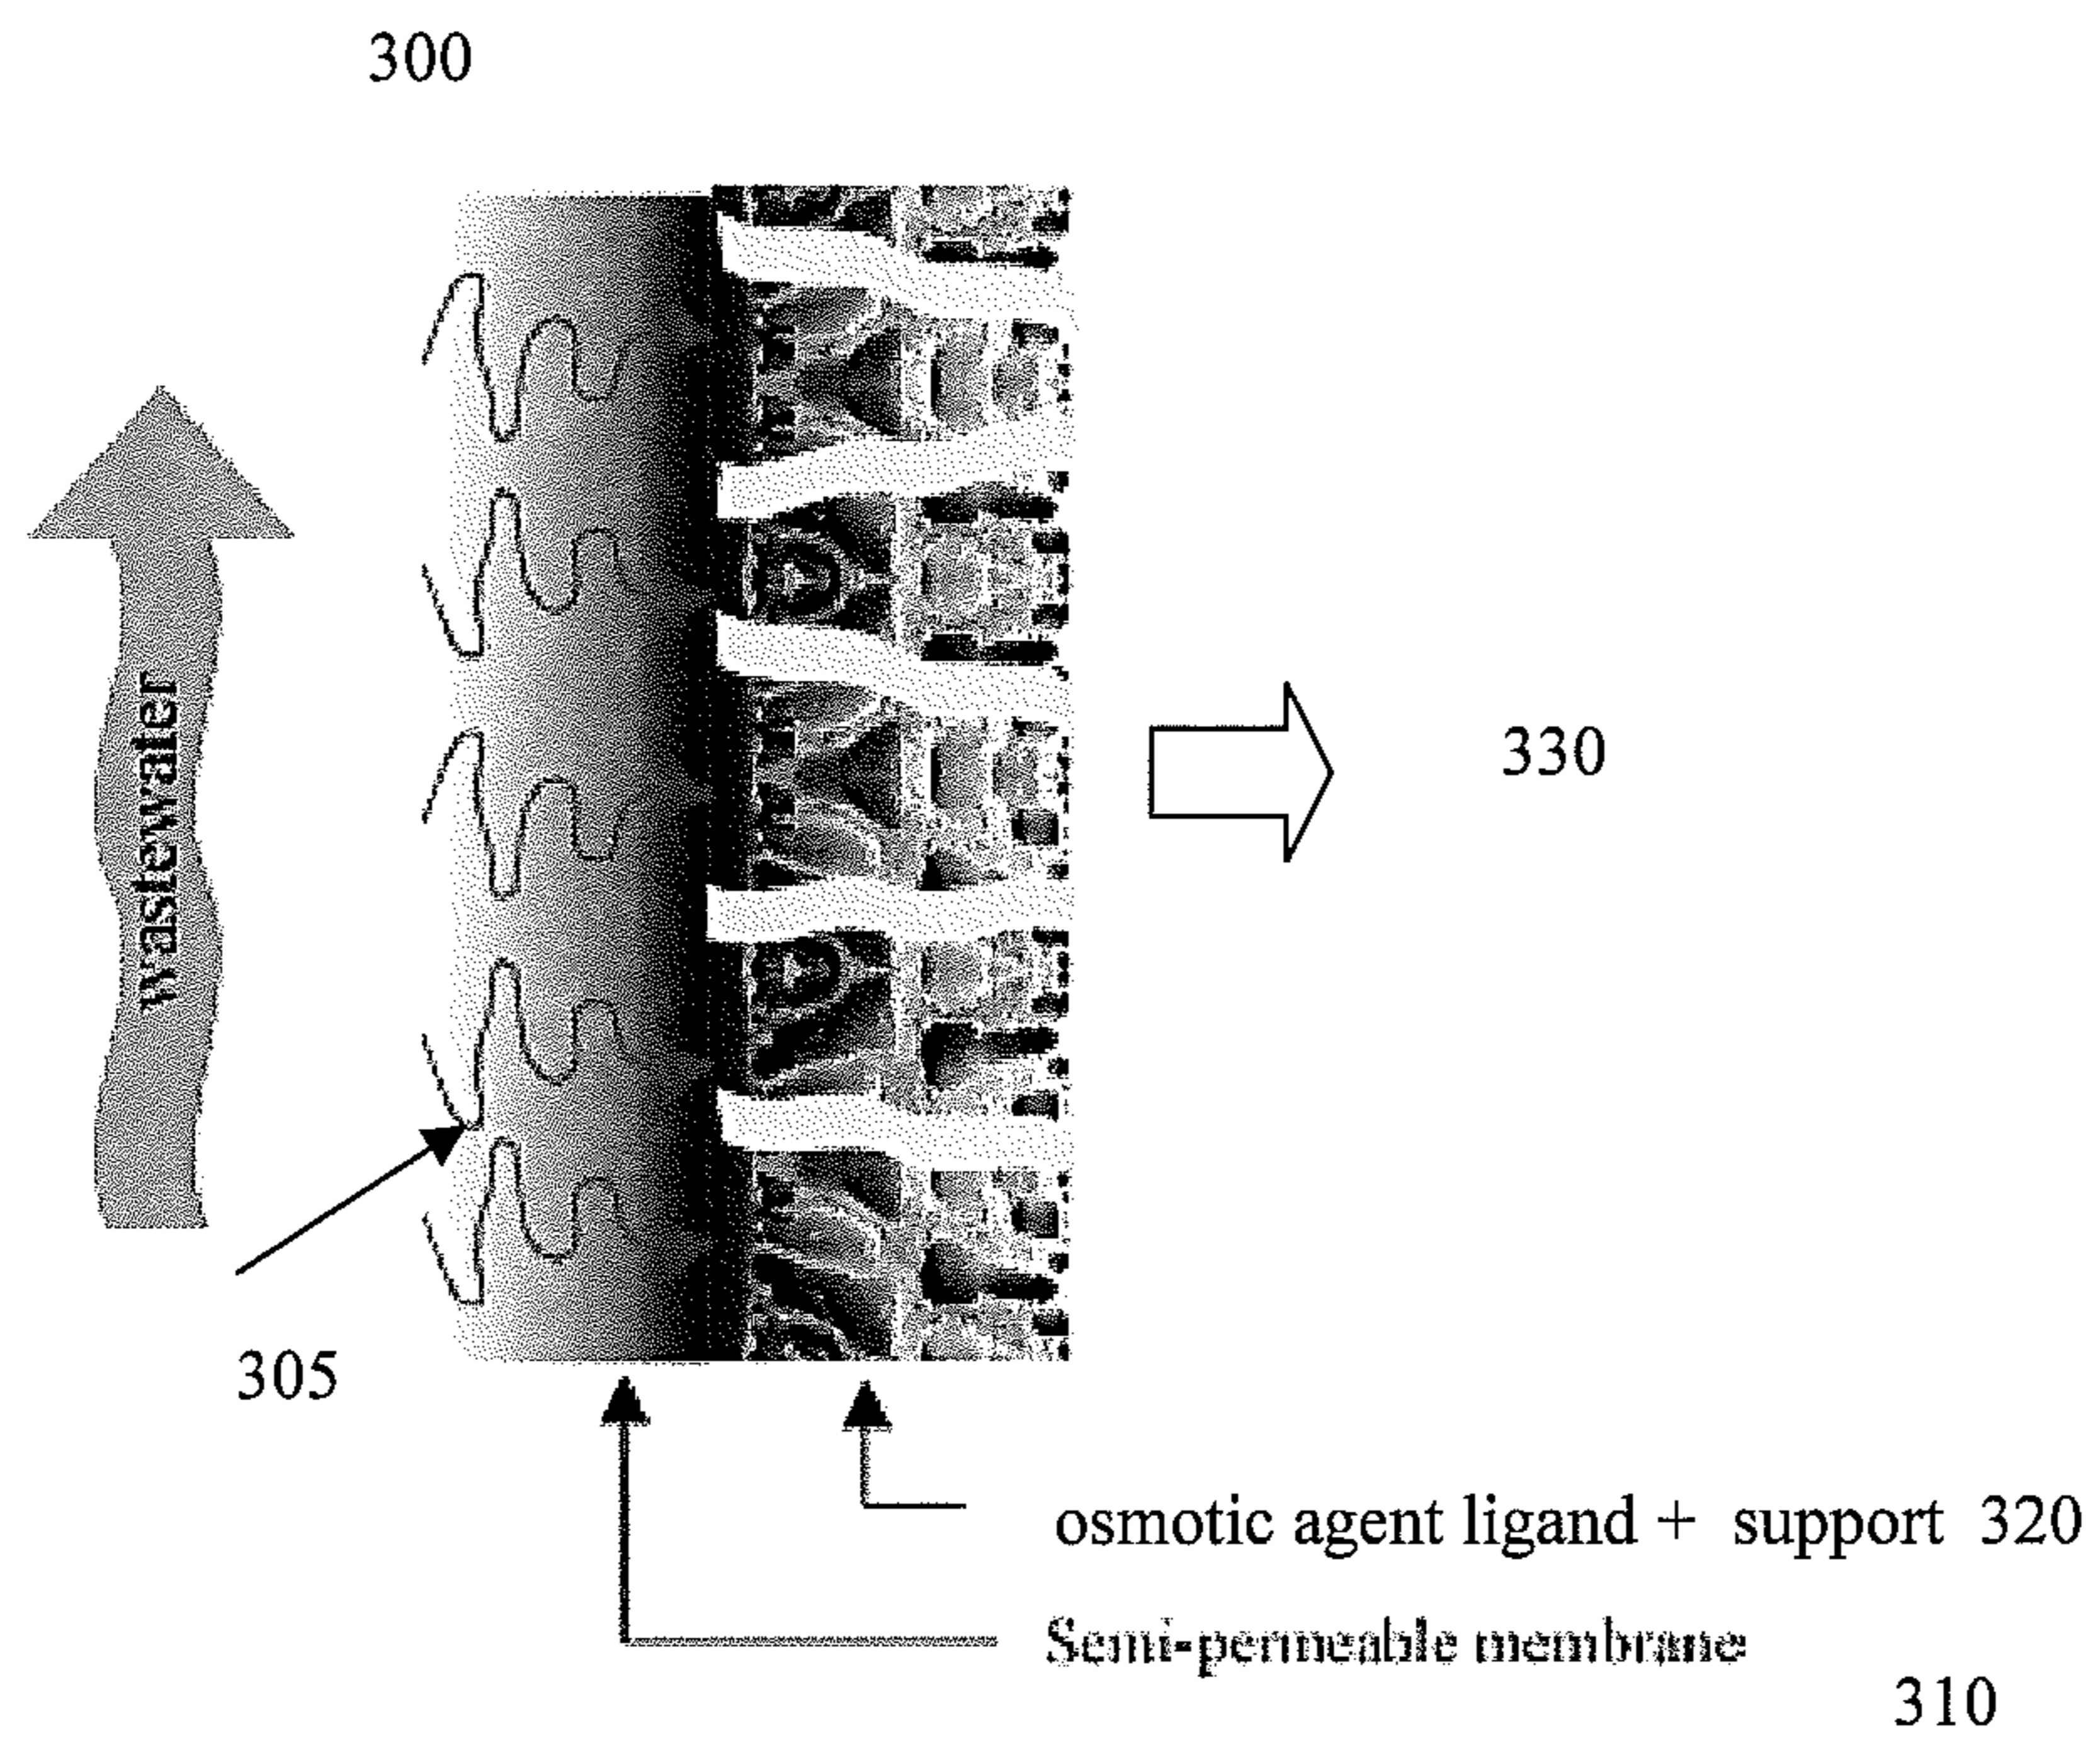 300
wastewater
330
305
osmotic agent ligand + support 320
Semi-permeable membrane
310